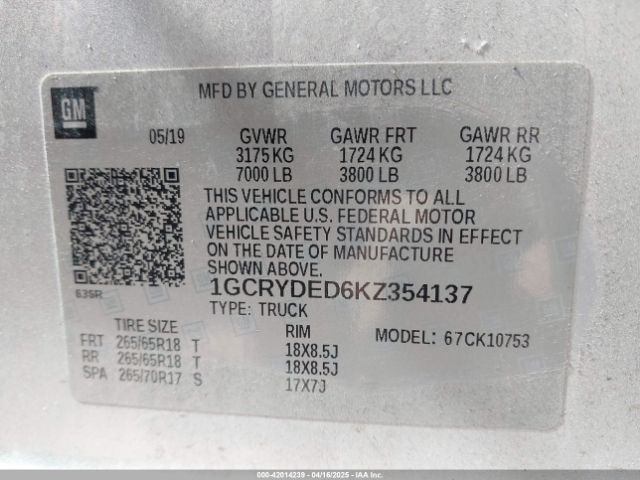 GM
MFD BY GENERAL MOTORS LLC
05/19 GVWR GAWR FRT GAWR RR
3175 KG 1724 KG 1724 KG
7000 LB 3800 LB 3800 LB
THIS VEHICLE CONFORMS TO ALL
APPLICABLE U.S. FEDERAL MOTOR
VEHICLE SAFETY STANDARDS IN EFFECT
ON THE DATE OF MANUFACTURE
SHOWN ABOVE.
63SR
1GCRYDED6KZ354137
TYPE: TRUCK
TIRE SIZE RIM MODEL: 67CK10753
FRT 265/65R18 T 18X8.5J
RR 265/65R18 T 18X8.5J
SPA 265/70R17 S 17X7J
000-42014239 - 04/16/2025 - IAA Inc.